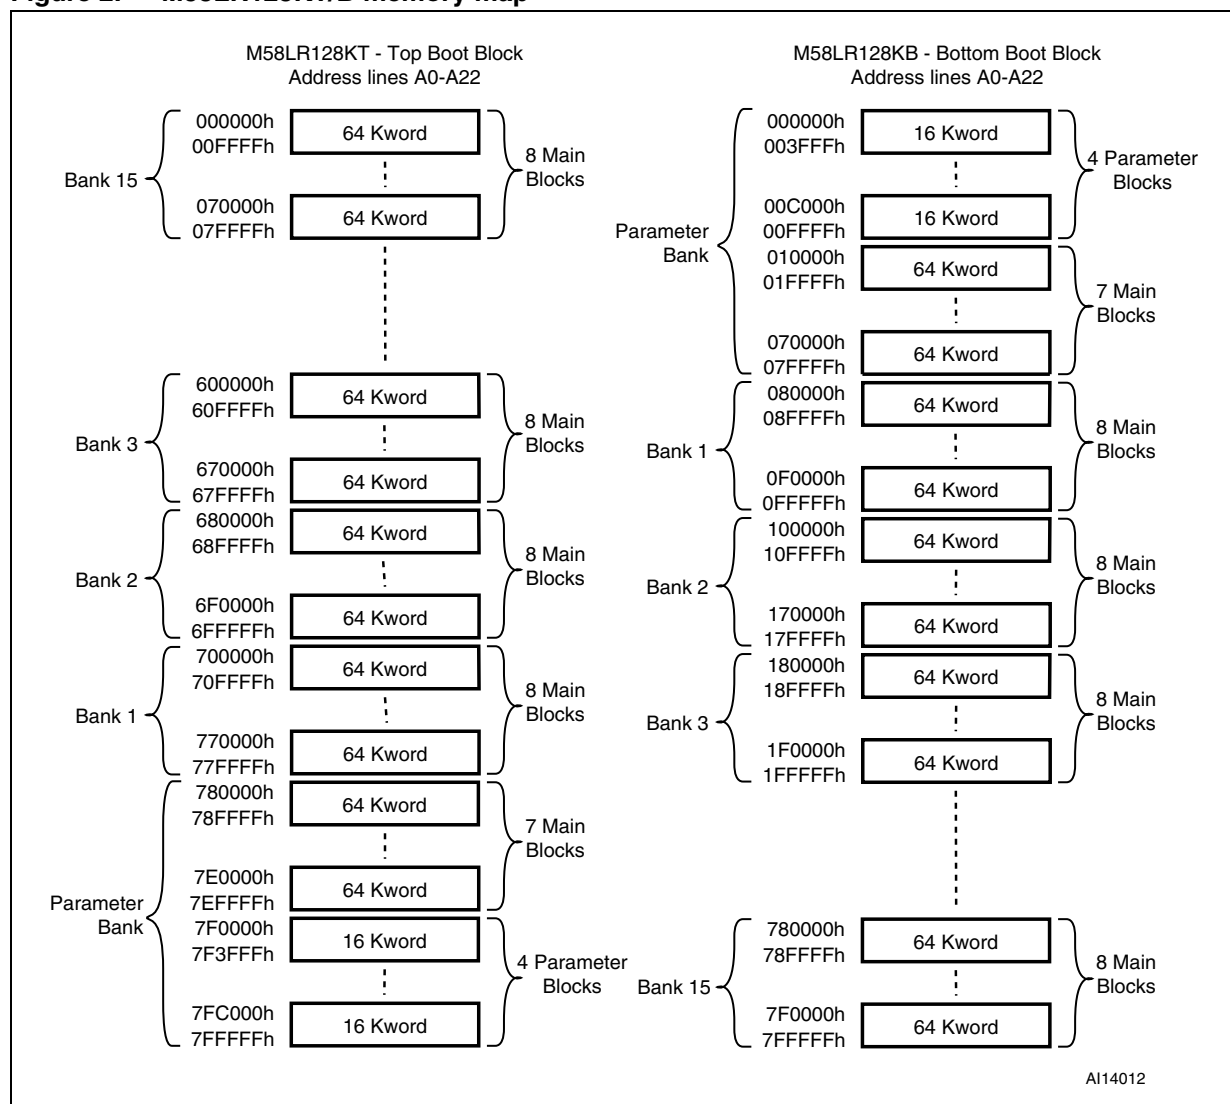 Figure 2. M58LR128KT/B memory map
M58LR128KT - Top Boot Block
Address lines A0-A22
Bank 15
000000h
00FFFFh
64 Kword
070000h
07FFFFh
64 Kword
8 Main
Blocks
Bank 3
600000h
60FFFFh
64 Kword
670000h
67FFFFh
64 Kword
8 Main
Blocks
Bank 2
680000h
68FFFFh
64 Kword
6F0000h
6FFFFFh
64 Kword
8 Main
Blocks
Bank 1
700000h
70FFFFh
64 Kword
770000h
77FFFFh
64 Kword
8 Main
Blocks
Parameter
Bank
780000h
78FFFFh
64 Kword
7E0000h
7EFFFFh
64 Kword
7 Main
Blocks
7F0000h
7F3FFFh
16 Kword
7FC000h
7FFFFFh
16 Kword
4 Parameter
Blocks
M58LR128KB - Bottom Boot Block
Address lines A0-A22
Parameter
Bank
000000h
003FFFh
16 Kword
00C000h
00FFFFh
16 Kword
4 Parameter
Blocks
010000h
01FFFFh
64 Kword
070000h
07FFFFh
64 Kword
7 Main
Blocks
Bank 1
080000h
08FFFFh
64 Kword
0F0000h
0FFFFFh
64 Kword
8 Main
Blocks
Bank 2
100000h
10FFFFh
64 Kword
170000h
17FFFFh
64 Kword
8 Main
Blocks
Bank 3
180000h
18FFFFh
64 Kword
1F0000h
1FFFFFh
64 Kword
8 Main
Blocks
Bank 15
780000h
78FFFFh
64 Kword
7F0000h
7FFFFFh
64 Kword
8 Main
Blocks
AI14012